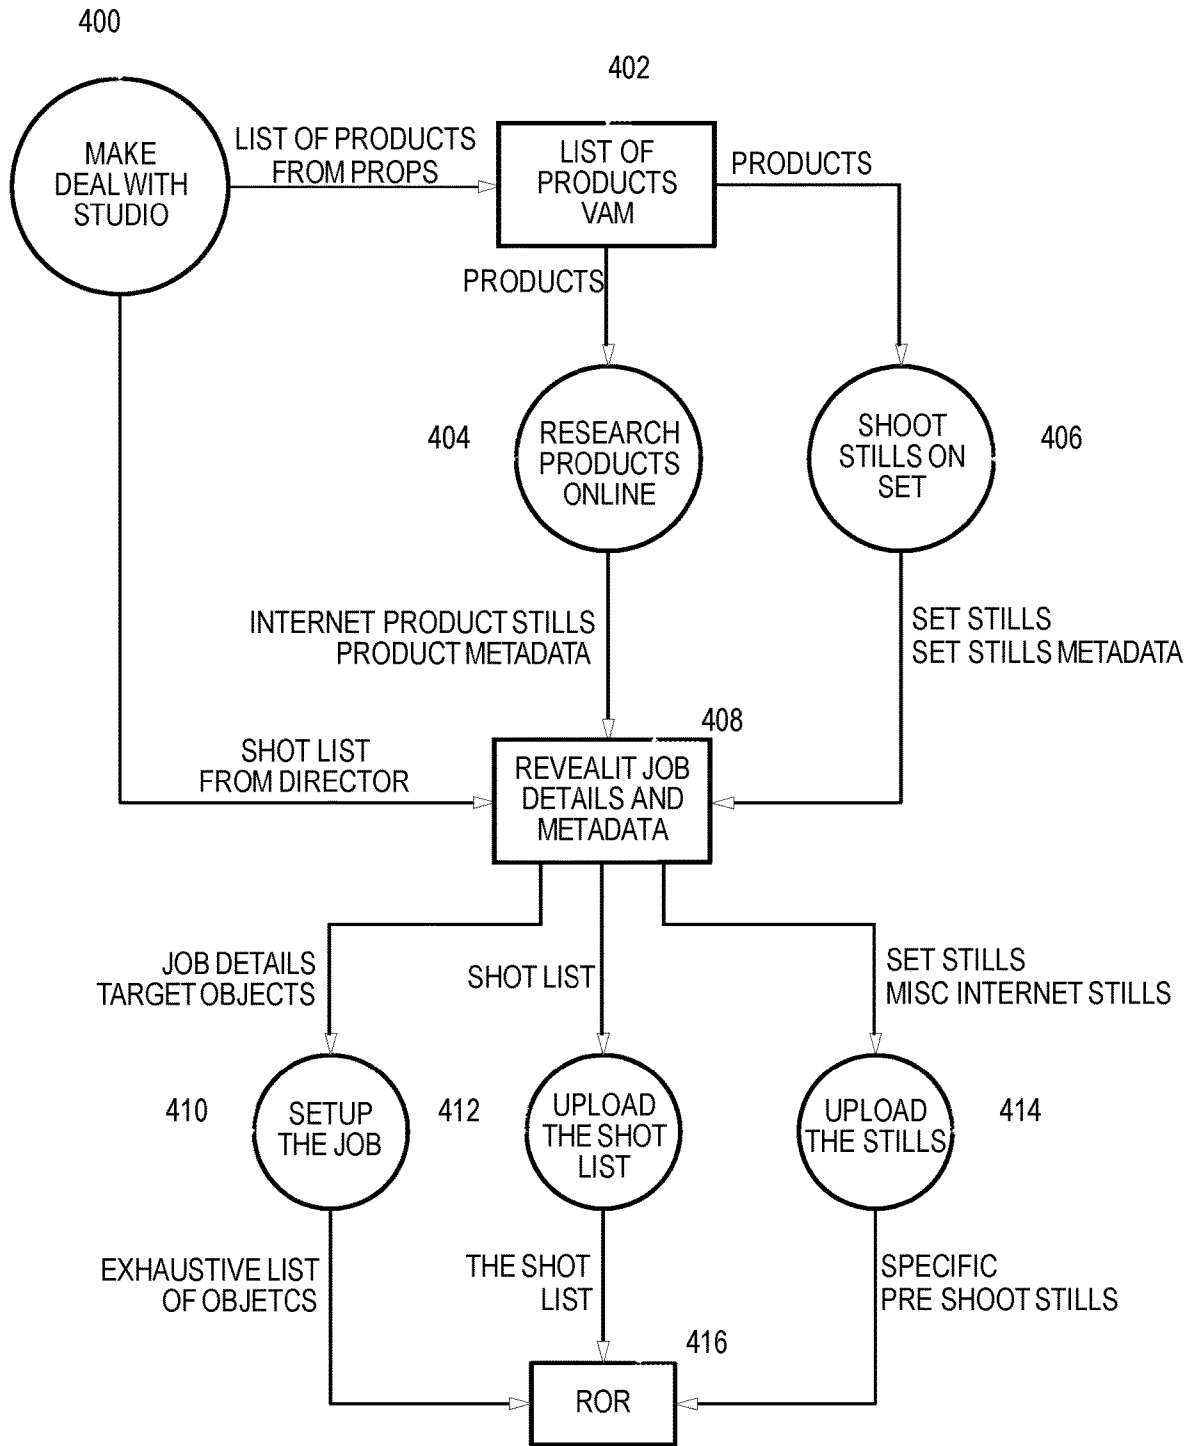 400
402
MAKE
DEAL WITH
STUDIO
LIST OF PRODUCTS
FROM PROPS
LIST OF
PRODUCTS
VAM
PRODUCTS
PRODUCTS
404
RESEARCH
PRODUCTS
ONLINE
SHOOT
STILLS ON
SET
406
INTERNET PRODUCT STILLS
PRODUCT METADATA
SET STILLS
SET STILLS METADATA
408
SHOT LIST
FROM DIRECTOR
REVEALIT JOB
DETAILS AND
METADATA
JOB DETAILS
TARGET OBJECTS
SHOT LIST
SET STILLS
MISC INTERNET STILLS
410
SETUP
THE JOB
412
UPLOAD
THE SHOT
LIST
UPLOAD
THE STILLS
414
EXHAUSTIVE LIST
OF OBJETCS
THE SHOT
LIST
SPECIFIC
PRE SHOOT STILLS
416
ROR